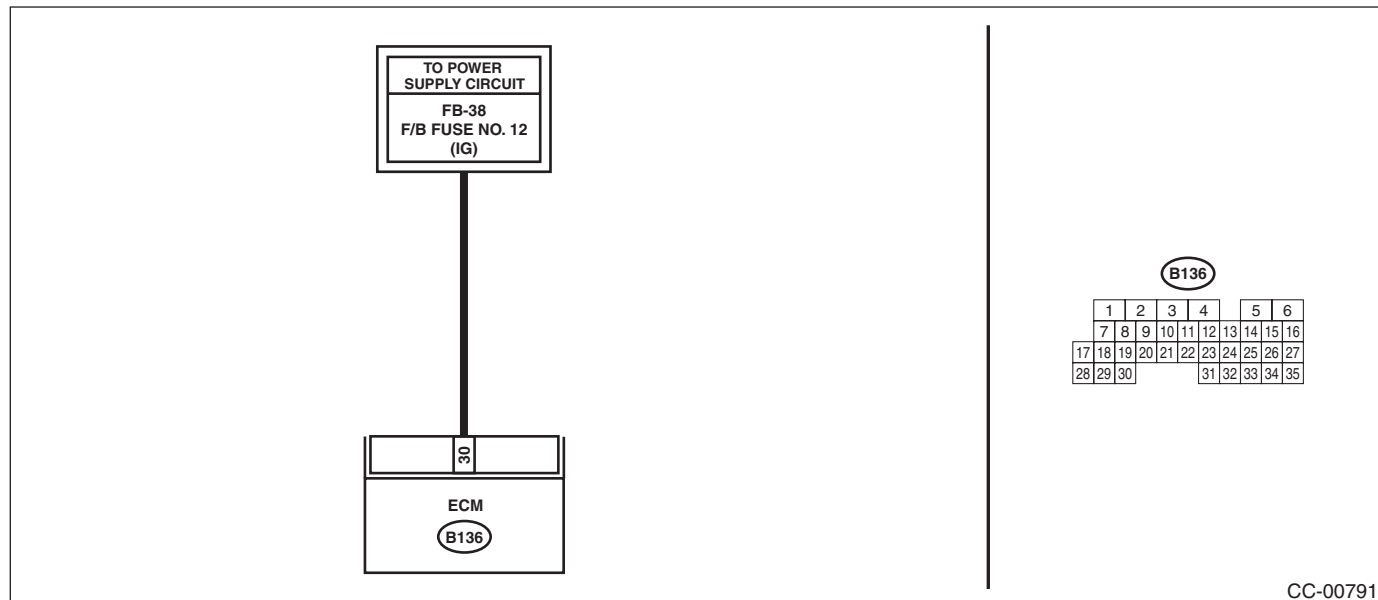 TO POWER
SUPPLY CIRCUIT
FB-38
F/B FUSE NO. 12
(IG)
30
ECM
B136
B136
1 2 3 4 5 6
7 8 9 10 11 12 13 14 15 16
17 18 19 20 21 22 23 24 25 26 27
28 29 30 31 32 33 34 35
CC-00791